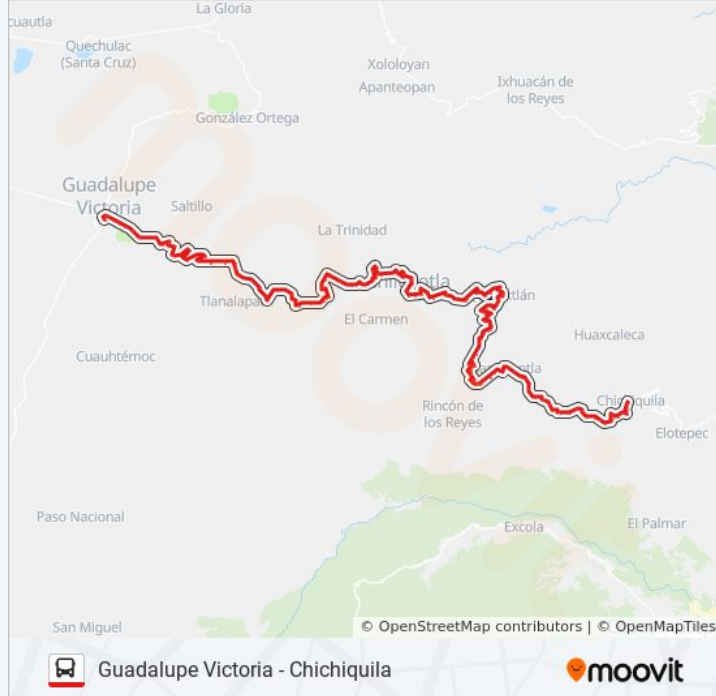 cuautla
La Gloria
Quechulac
(Santa Cruz)
Xololoyan
Apanteopan
Ixhuacán de
los Reyes
González Ortega
Guadalupe
Victoria
Saltillo
La Trinidad
Tlanalapa
El Carmen
Huaxcaleca
Cuauhtémoc
Rincón de
los Reyes
Elotepec
Paso Nacional
Excola
El Palmar
San Miguel
© OpenStreetMap contributors | © OpenMapTiles
Guadalupe Victoria - Chichiquila
moovit